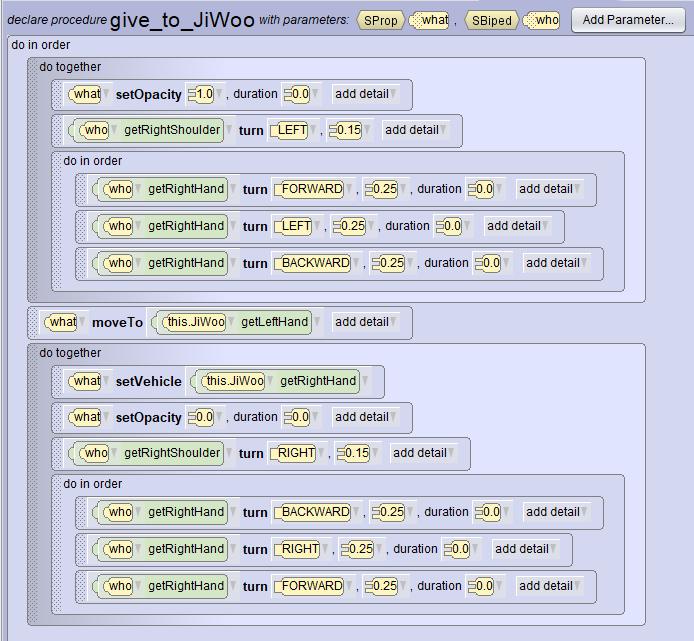 declare procedure give_to_JiWoo with parameters: SProp what , SBiped who Add Parameter...
do in order
do together
what setOpacity 1.0 , duration 0.0 add detail
who getRightShoulder turn LEFT , 0.15 add detail
do in order
who getRightHand turn FORWARD , 0.25 , duration 0.0 add detail
who getRightHand turn LEFT , 0.25 , duration 0.0 add detail
who getRightHand turn BACKWARD , 0.25 , duration 0.0 add detail
what moveTo this.JiWoo getLeftHand add detail
do together
what setVehicle this.JiWoo getRightHand
what setOpacity 0.0 , duration 0.0 add detail
who getRightShoulder turn RIGHT , 0.15 add detail
do in order
who getRightHand turn BACKWARD , 0.25 , duration 0.0 add detail
who getRightHand turn RIGHT , 0.25 , duration 0.0 add detail
who getRightHand turn FORWARD , 0.25 , duration 0.0 add detail